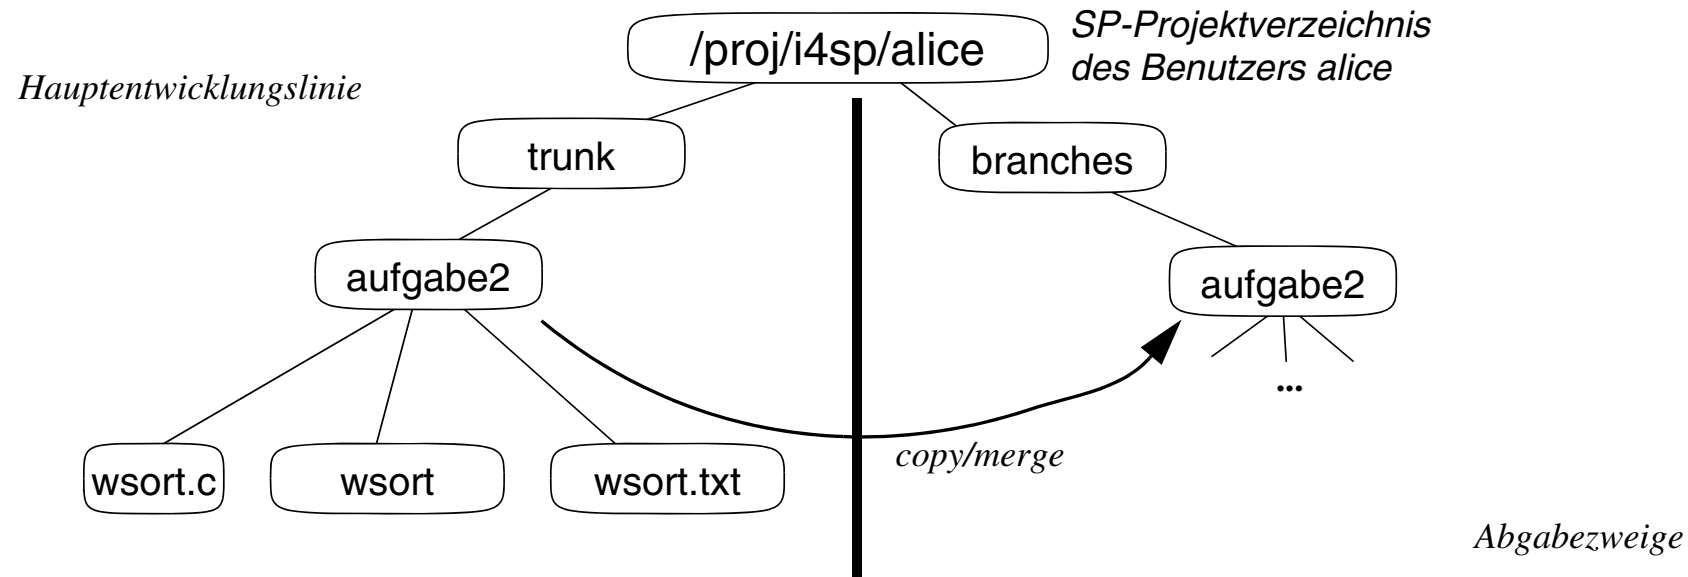 /proj/i4sp/alice
SP-Projektverzeichnis
des Benutzers alice
Hauptentwicklungslinie
trunk
branches
aufgabe2
aufgabe2
...
copy/merge
wsort.c
wsort
wsort.txt
Abgabezweige